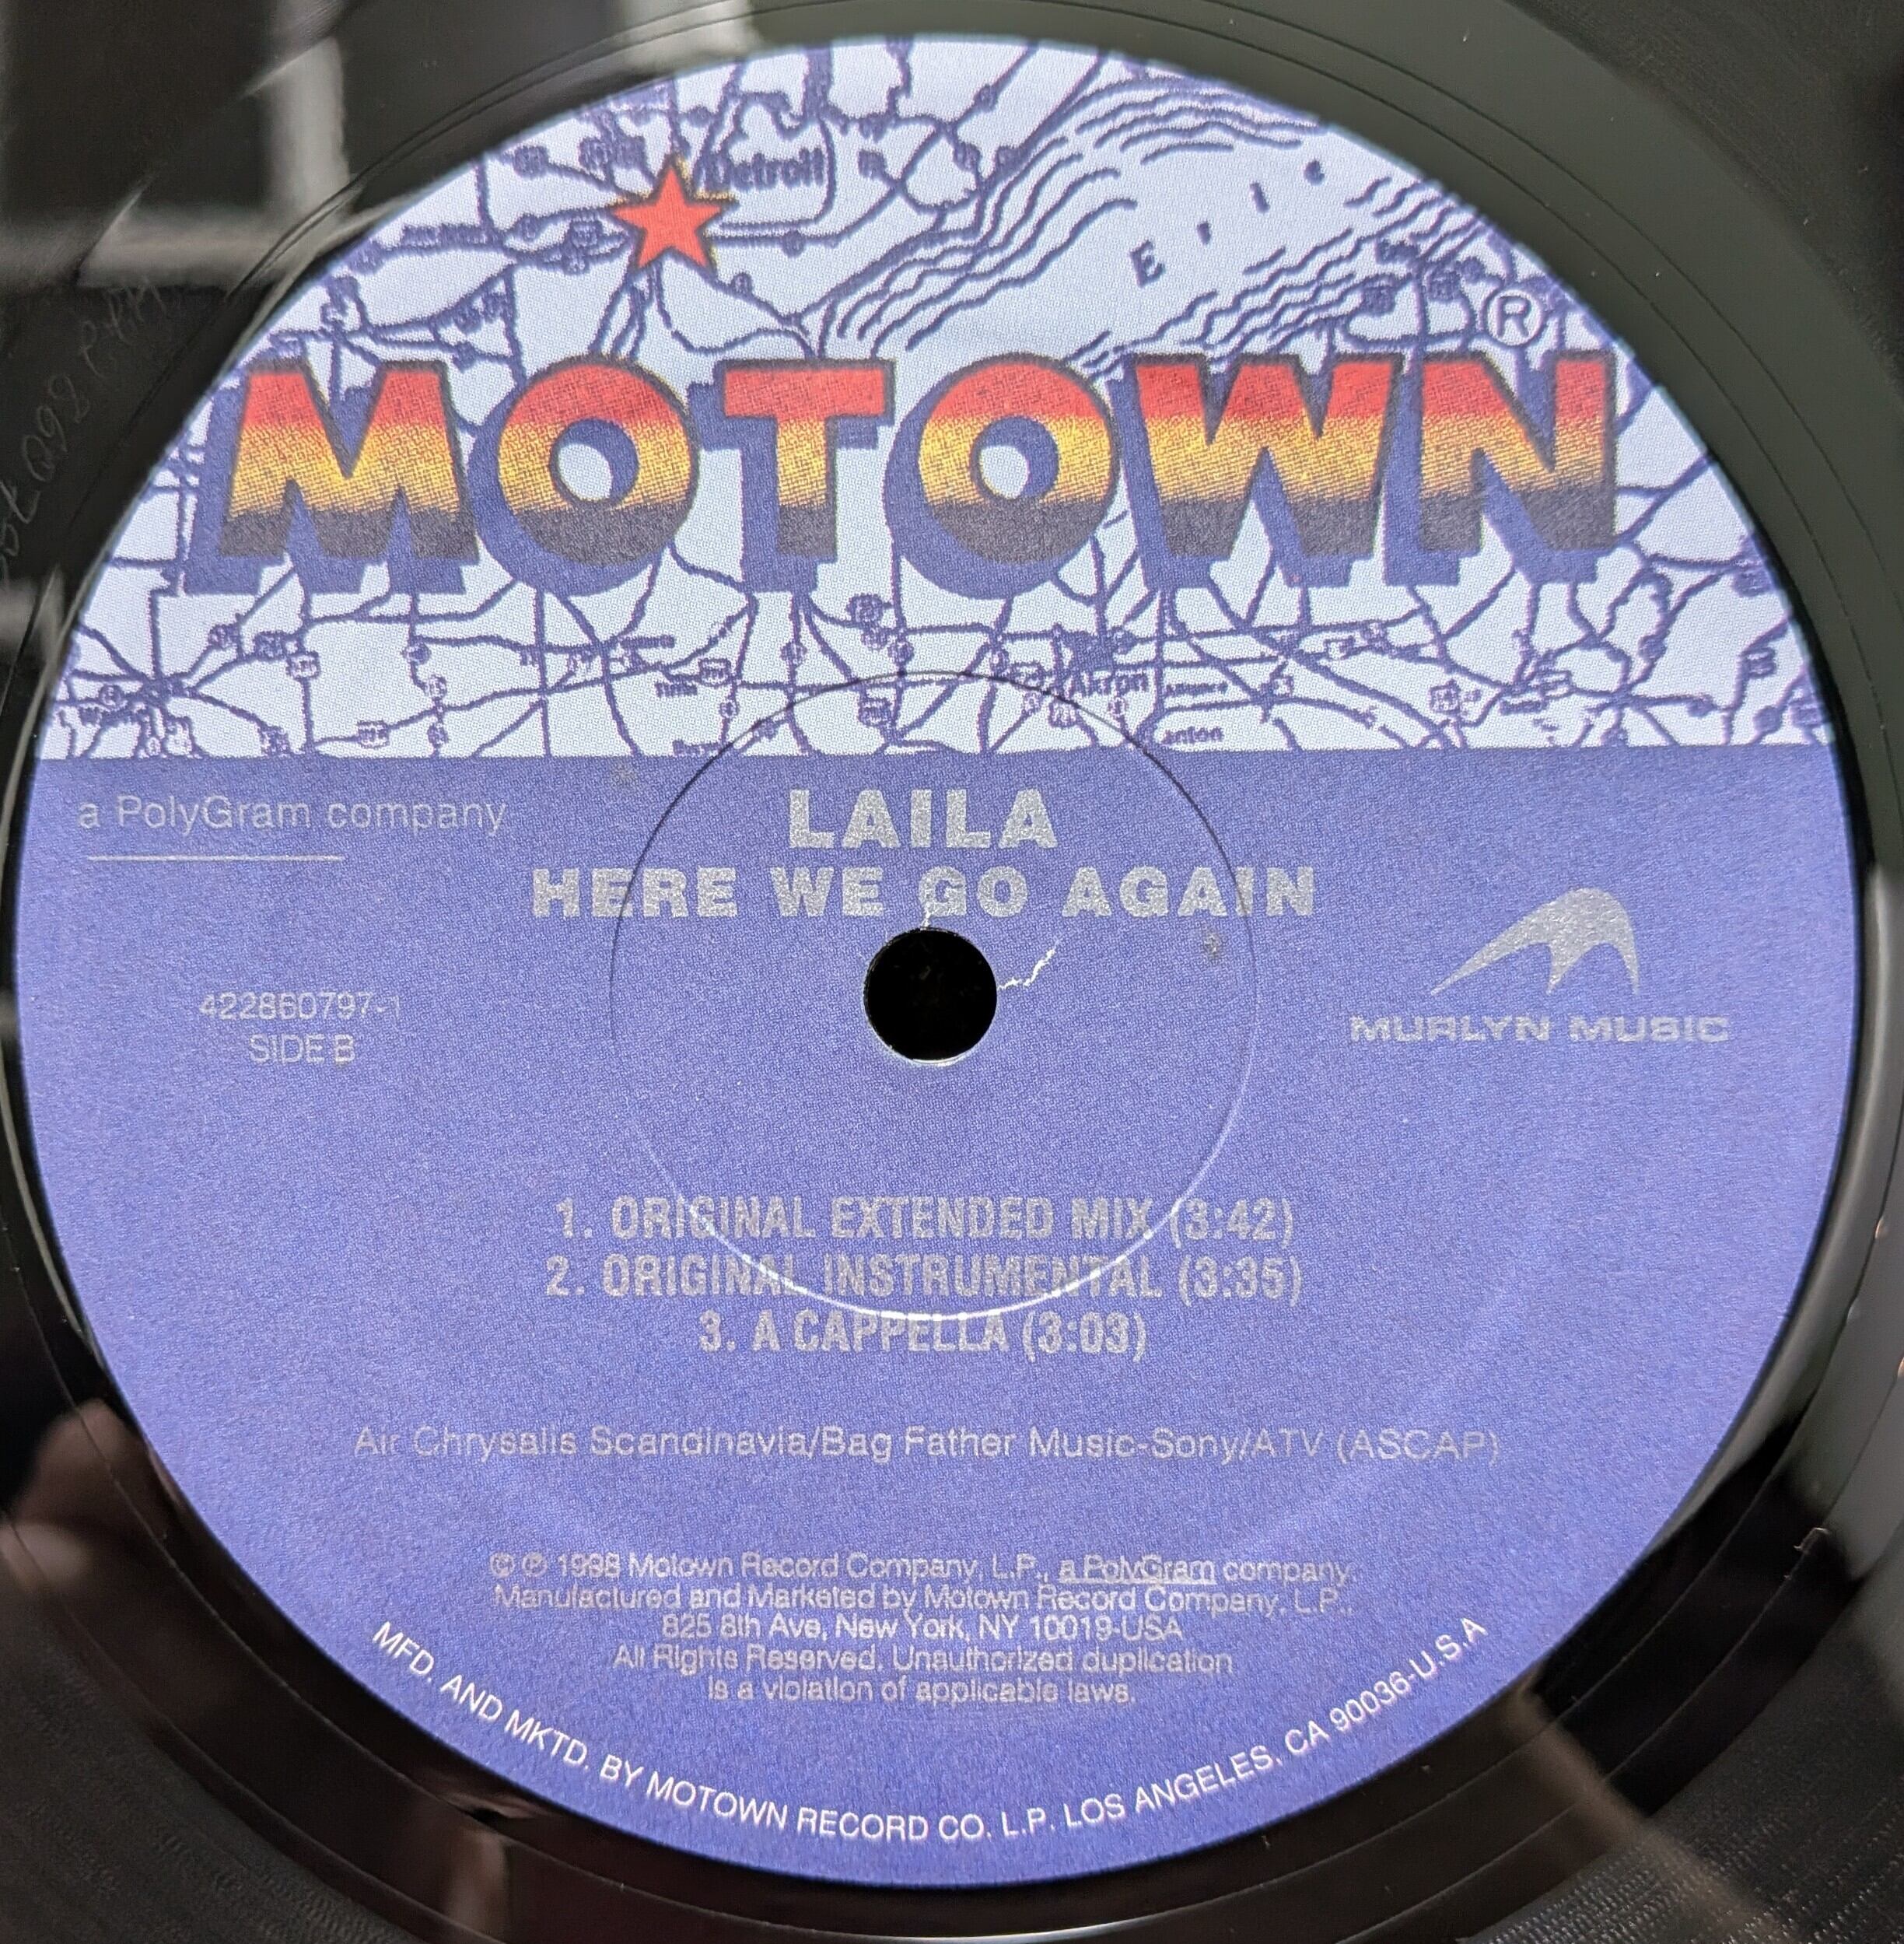 Detroit
Erie
®
MOTOWN
Akron
anton
a PolyGram company
LAILA
HERE WE GO AGAIN
422860797-1
SIDE B
MURLYN MUSIC
1. ORIGINAL EXTENDED MIX (3:42)
2. ORIGINAL INSTRUMENTAL (3:35)
3. A CAPPELLA (3:03)
Air Chrysalis Scandinavia/Bag Father Music-Sony/ATV (ASCAP)
© ℗ 1998 Motown Record Company, L.P., a PolyGram company.
Manufactured and Marketed by Motown Record Company, L.P.,
825 8th Ave, New York, NY 10019-USA
All Rights Reserved. Unauthorized duplication
is a violation of applicable laws.
MFD. AND MKTD. BY MOTOWN RECORD CO. L.P. LOS ANGELES, CA 90036-U.S.A